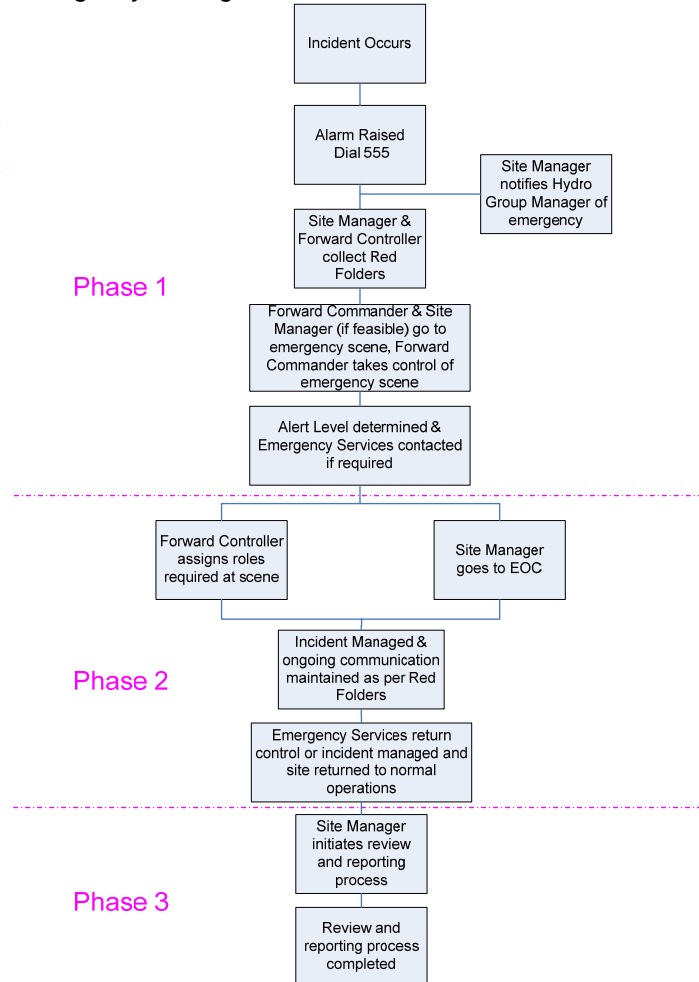 Incident Occurs
Alarm Raised
Dial 555
Site Manager
notifies Hydro
Group Manager of
emergency
Site Manager &
Forward Controller
collect Red
Folders
Phase 1
Forward Commander & Site
Manager (if feasible) go to
emergency scene, Forward
Commander takes control of
emergency scene
Alert Level determined &
Emergency Services contacted
if required
Forward Controller
assigns roles
required at scene
Site Manager
goes to EOC
Incident Managed &
ongoing communication
maintained as per Red
Folders
Phase 2
Emergency Services return
control or incident managed and
site returned to normal
operations
Site Manager
initiates review
and reporting
process
Phase 3
Review and
reporting process
completed